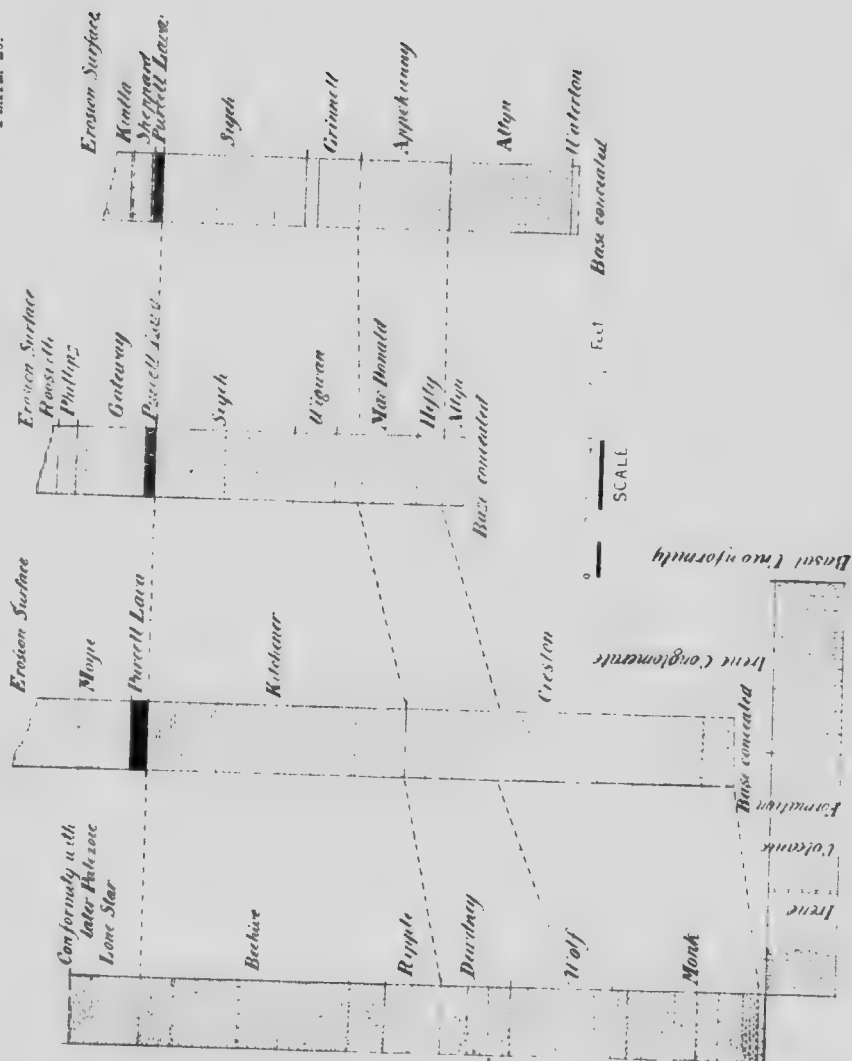 Erosion Surface
Kintla
Sheppard
Purcell Lava
Siyeh
Grinnell
Appekunny
Altyn
Waterton
Base concealed
Erosion Surface
Roosville
Phillips
Gateway
Purcell Lava
Siyeh
Wigwam
MacDonald
Hefty
Altyn
Base concealed
Erosion Surface
Moyie
Purcell Lava
Kitchener
Creston
Base concealed
Conformity with
later Paleozoic
Lone Star
Beehive
Ripple
Dewdney
Wolf
Monk
Irene Volcanic Formation
Irene Conglomerate
Basal Unconformity
0
Feet
SCALE